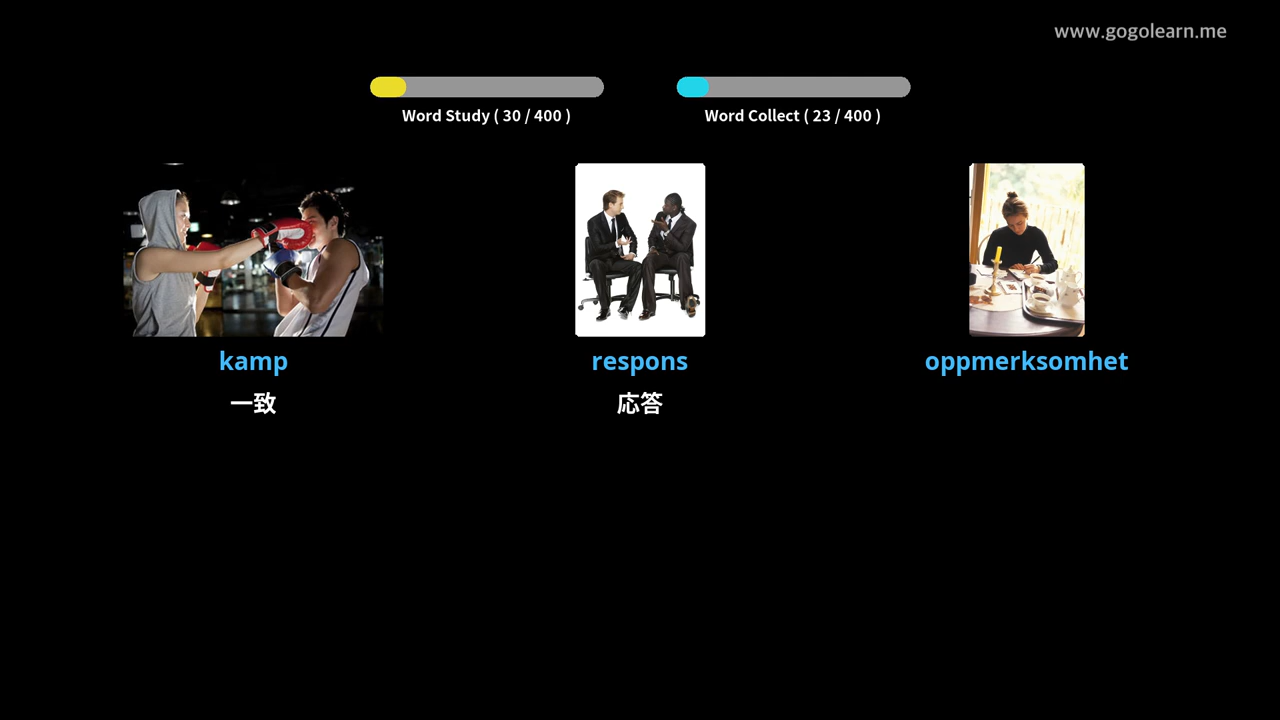 www.gogolearn.me
Word Study ( 30 / 400 )
Word Collect ( 23 / 400 )
kamp
respons
oppmerksomhet
一致
応答